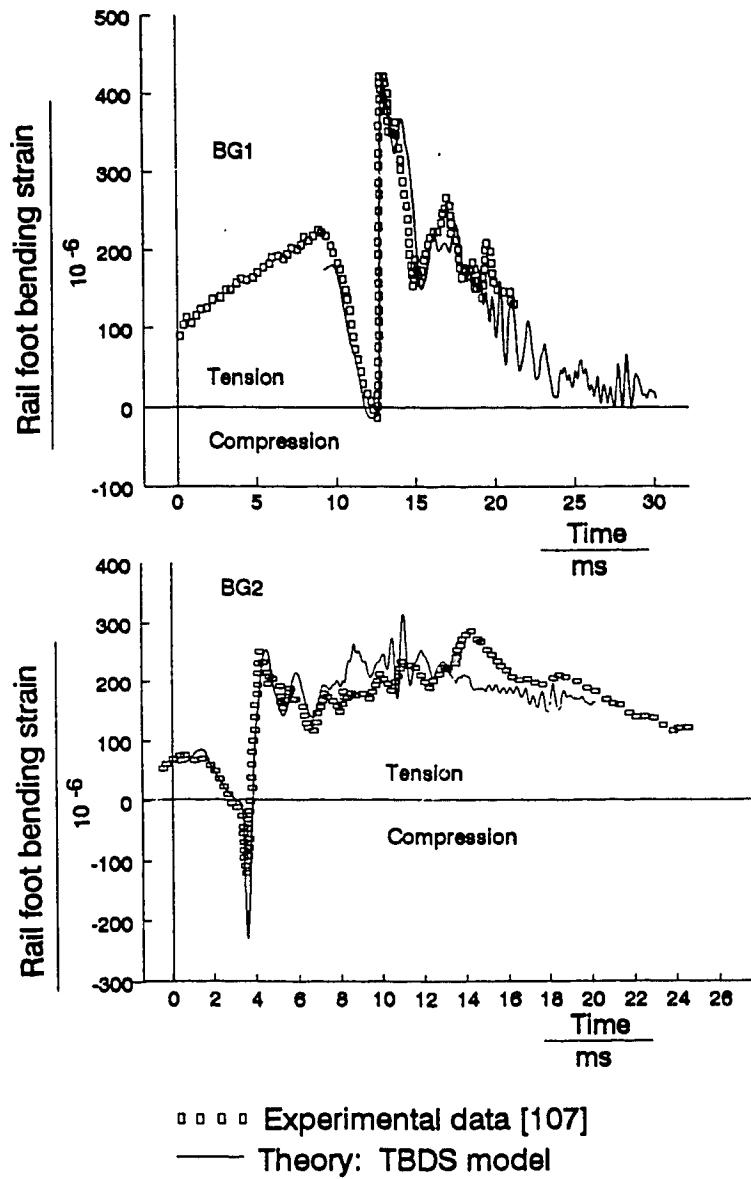 500
400
300
200
100
0
-100
BG1
Rail foot bending strain
10⁻⁶
Tension
Compression
0 5 10 15 20 25 30
Time
ms
400
300
200
100
0
-100
-200
-300
BG2
Rail foot bending strain
10⁻⁶
Tension
Compression
0 2 4 6 8 10 12 14 16 18 20 22 24 26
Time
ms
Experimental data [107]
Theory: TBDS model